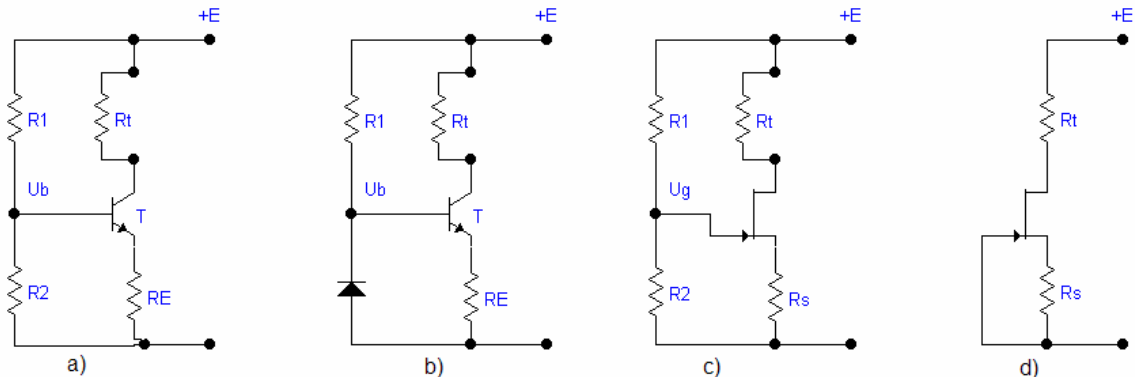 +E
R1
Rt
Ub
T
R2
RE
a)
+E
R1
Rt
Ub
T
RE
b)
+E
R1
Rt
Ug
R2
Rs
c)
+E
Rt
Rs
d)